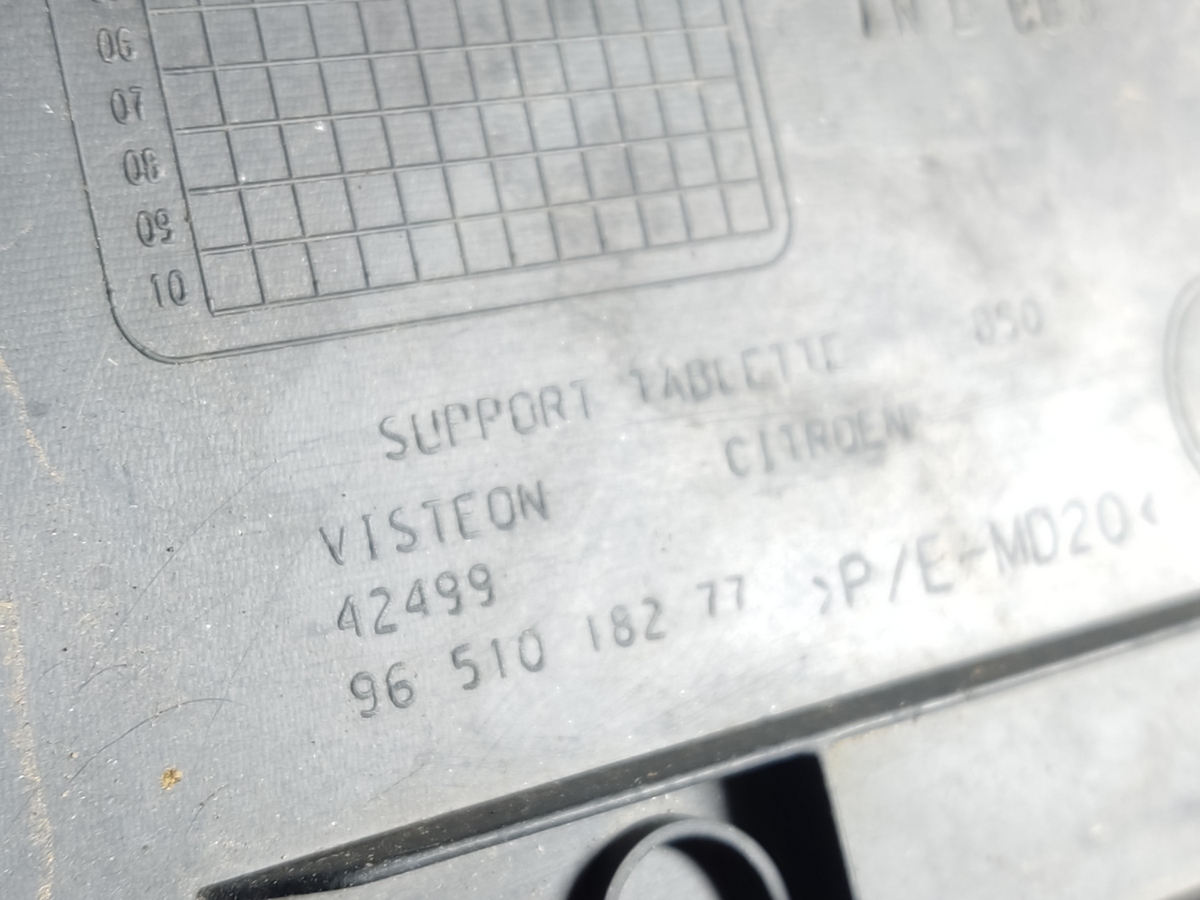 06
07
08
09
10
SUPPORT TABLETTE 050
VISTEON CITROEN
42499
96 510 182 77 >P/E-MD20<